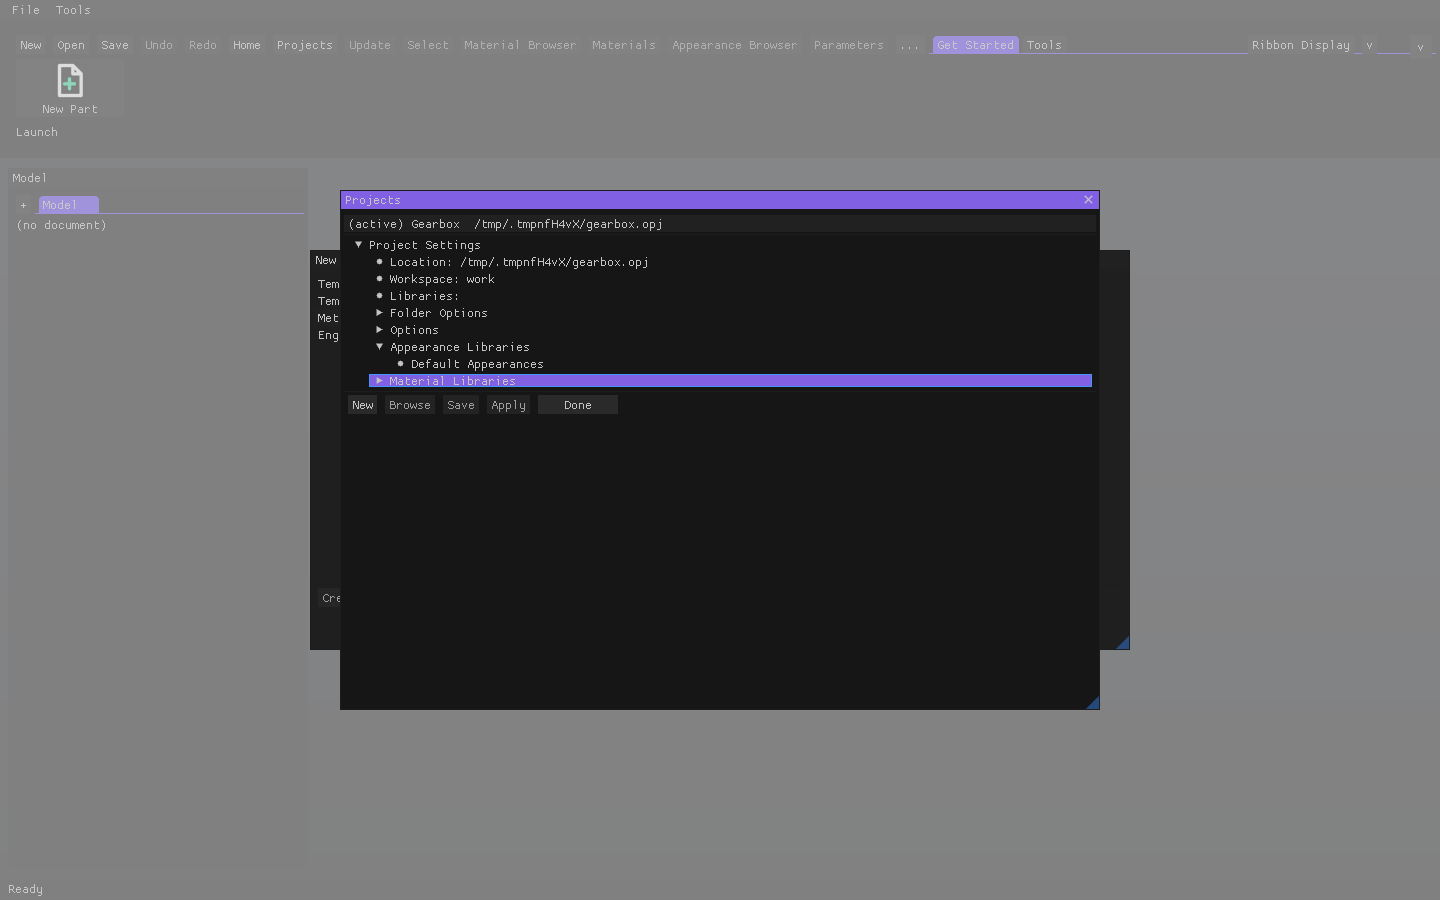 File Tools
New Open Save Undo Redo Home Projects Update Select Material Browser Materials Appearance Browser Parameters ... Get Started Tools Ribbon Display v v
New Part
Launch
Model
+ Model
(no document)
Projects
(active) Gearbox /tmp/.tmpnfH4vX/gearbox.opj
Project Settings
Location: /tmp/.tmpnfH4vX/gearbox.opj
Workspace: work
Libraries:
Folder Options
Options
Appearance Libraries
Default Appearances
Material Libraries
New Browse Save Apply Done
New
Tem
Tem
Met
Eng
Cre
Ready